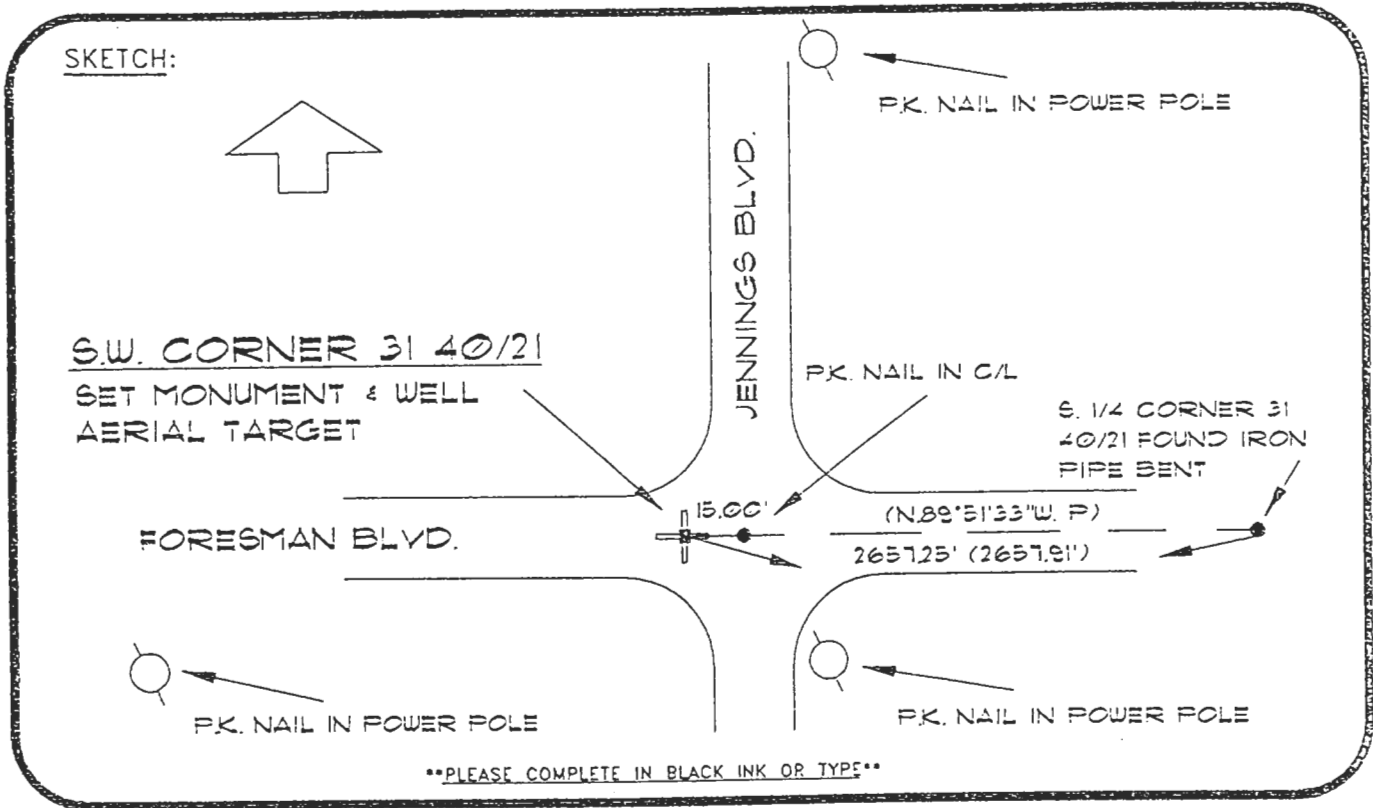 SKETCH:
P.K. NAIL IN POWER POLE
JENNINGS BLVD.
S.W. CORNER 31 40/21
SET MONUMENT & WELL
AERIAL TARGET
P.K. NAIL IN C/L
S. 1/4 CORNER 31
40/21 FOUND IRON
PIPE BENT
15.00'
(N.89°51'33"W. P)
FORESMAN BLVD.
2657.25' (2657.81')
P.K. NAIL IN POWER POLE
P.K. NAIL IN POWER POLE
**PLEASE COMPLETE IN BLACK INK OR TYPE**